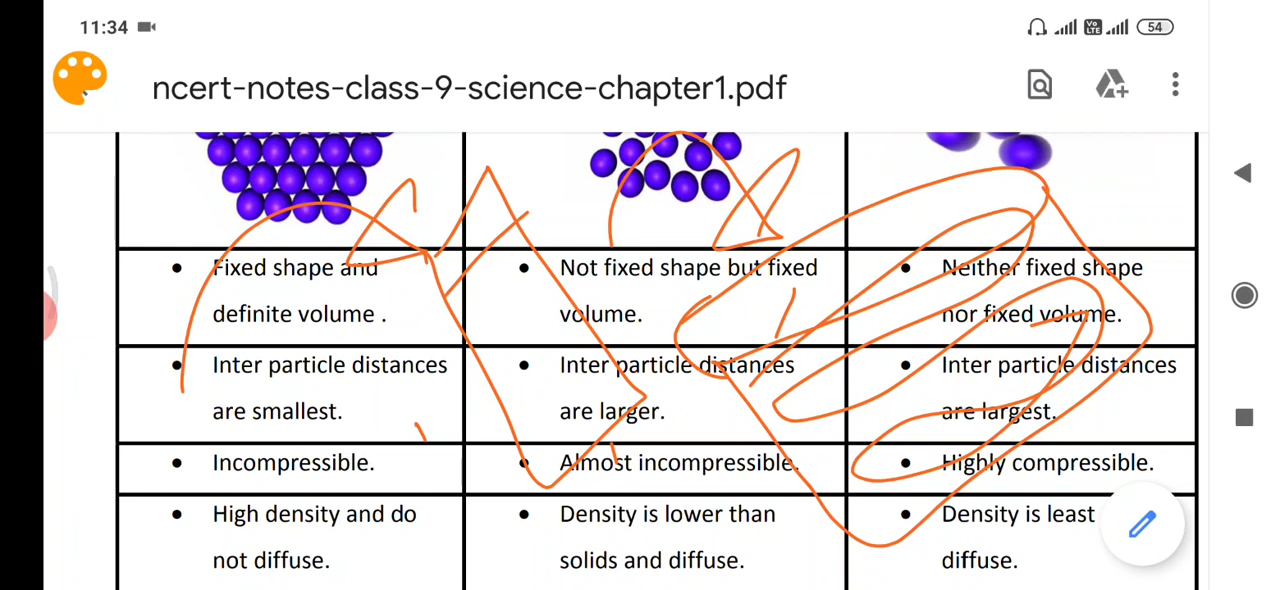 11:34
Vo LTE
54
ncert-notes-class-9-science-chapter1.pdf
• Fixed shape and
definite volume .
• Not fixed shape but fixed
volume.
• Neither fixed shape
nor fixed volume.
• Inter particle distances
are smallest.
• Inter particle distances
are larger.
• Inter particle distances
are largest.
• Incompressible.
• Almost incompressible.
• Highly compressible.
• High density and do
not diffuse.
• Density is lower than
solids and diffuse.
• Density is least
diffuse.